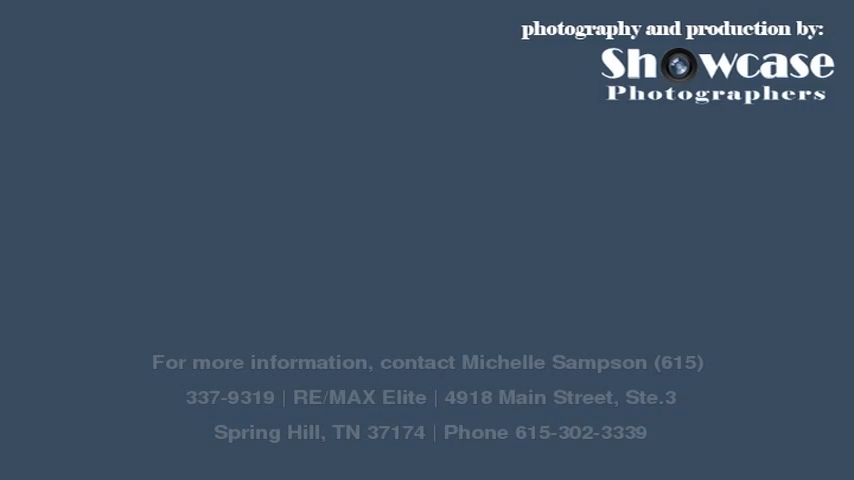 photography and production by:
Showcase
Photographers
For more information, contact Michelle Sampson (615)
337-9319 | RE/MAX Elite | 4918 Main Street, Ste.3
Spring Hill, TN 37174 | Phone 615-302-3339